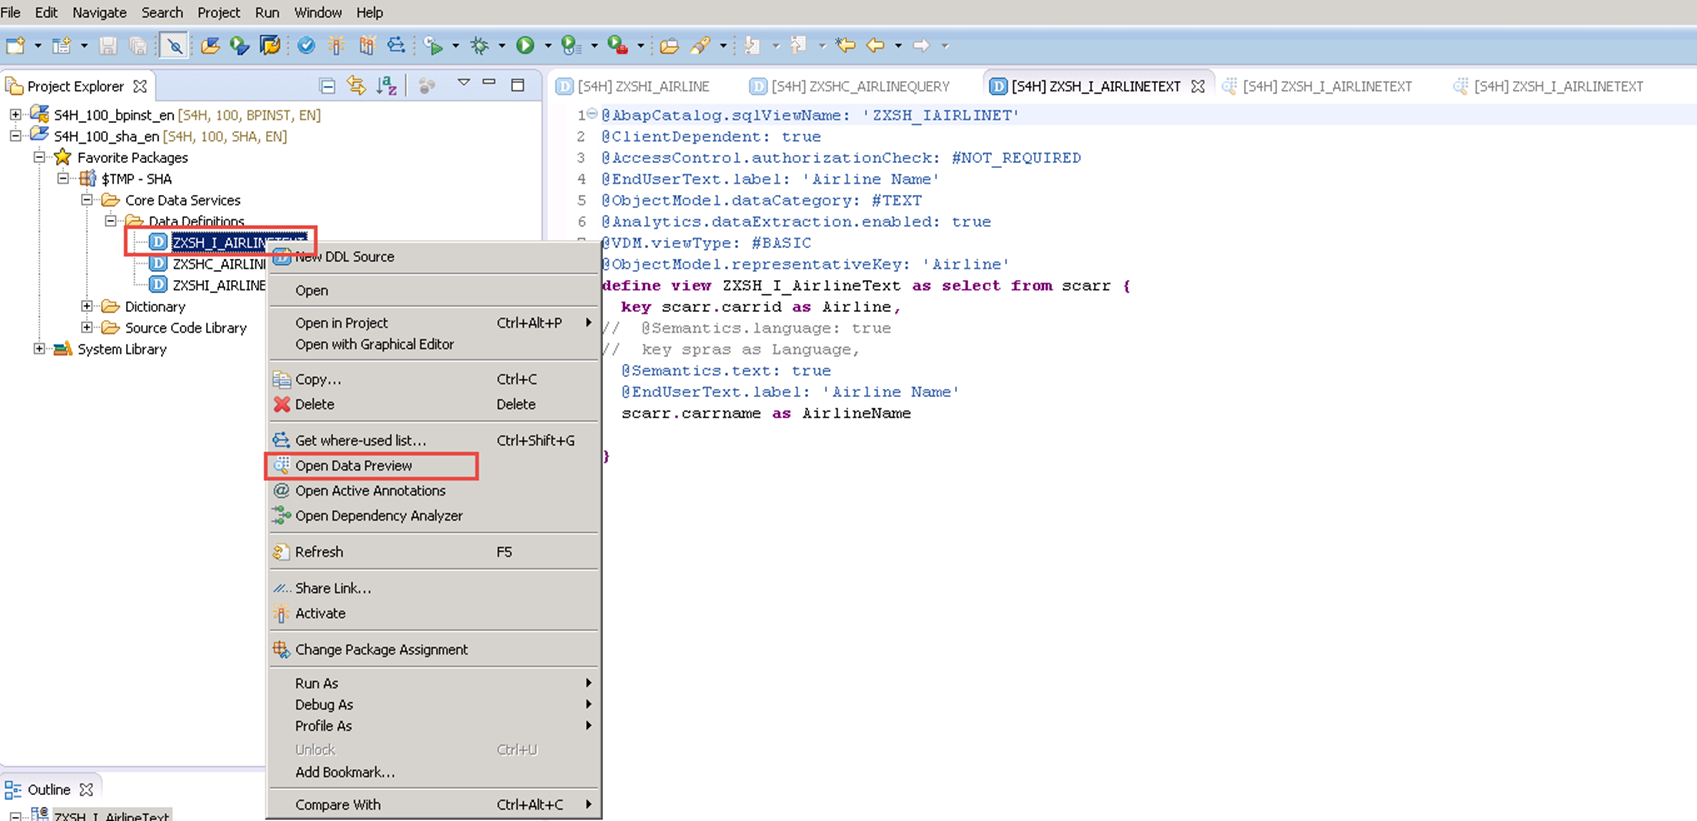 File Edit Navigate Search Project Run Window Help
Project Explorer
S4H_100_bpinst_en [S4H, 100, BPINST, EN]
S4H_100_sha_en [S4H, 100, SHA, EN]
Favorite Packages
$TMP - SHA
Core Data Services
Data Definitions
ZXSH_I_AIRLINETEXT
ZXSHC_AIRLIN
ZXSHI_AIRLINE
Dictionary
Source Code Library
System Library
New DDL Source
Open
Open in Project Ctrl+Alt+P
Open with Graphical Editor
Copy... Ctrl+C
Delete Delete
Get where-used list... Ctrl+Shift+G
Open Data Preview
Open Active Annotations
Open Dependency Analyzer
Refresh F5
Share Link...
Activate
Change Package Assignment
Run As
Debug As
Profile As
Unlock Ctrl+U
Add Bookmark...
Compare With Ctrl+Alt+C
[S4H] ZXSHI_AIRLINE [S4H] ZXSHC_AIRLINEQUERY [S4H] ZXSH_I_AIRLINETEXT [S4H] ZXSH_I_AIRLINETEXT [S4H] ZXSH_I_AIRLINETEXT
1 @AbapCatalog.sqlViewName: 'ZXSH_IAIRLINET'
2 @ClientDependent: true
3 @AccessControl.authorizationCheck: #NOT_REQUIRED
4 @EndUserText.label: 'Airline Name'
5 @ObjectModel.dataCategory: #TEXT
6 @Analytics.dataExtraction.enabled: true
@VDM.viewType: #BASIC
@ObjectModel.representativeKey: 'Airline'
define view ZXSH_I_AirlineText as select from scarr {
key scarr.carrid as Airline,
// @Semantics.language: true
// key spras as Language,
@Semantics.text: true
@EndUserText.label: 'Airline Name'
scarr.carrname as AirlineName
}
Outline
ZXSH_I_AirlineText